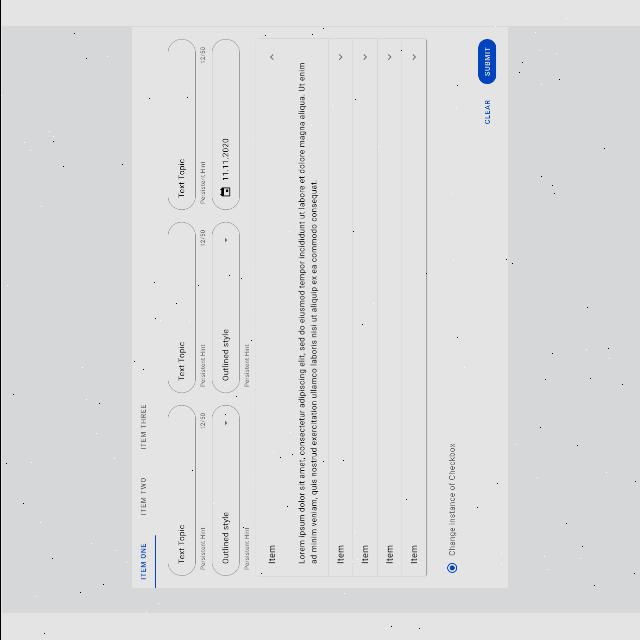 ITEM ONE ITEM TWO ITEM THREE
Text Topic Text Topic Text Topic
Persistent Hint 12/50 Persistent Hint 12/50 Persistent Hint 12/50
Outlined style Outlined style 11.11.2020
Persistent Hint Persistent Hint
Item
Lorem ipsum dolor sit amet, consectetur adipiscing elit, sed do eiusmod tempor incididunt ut labore et dolore magna aliqua. Ut enim
ad minim veniam, quis nostrud exercitation ullamco laboris nisi ut aliquip ex ea commodo consequat.
Item
Item
Item
Item
Change instance of Checkbox
CLEAR SUBMIT